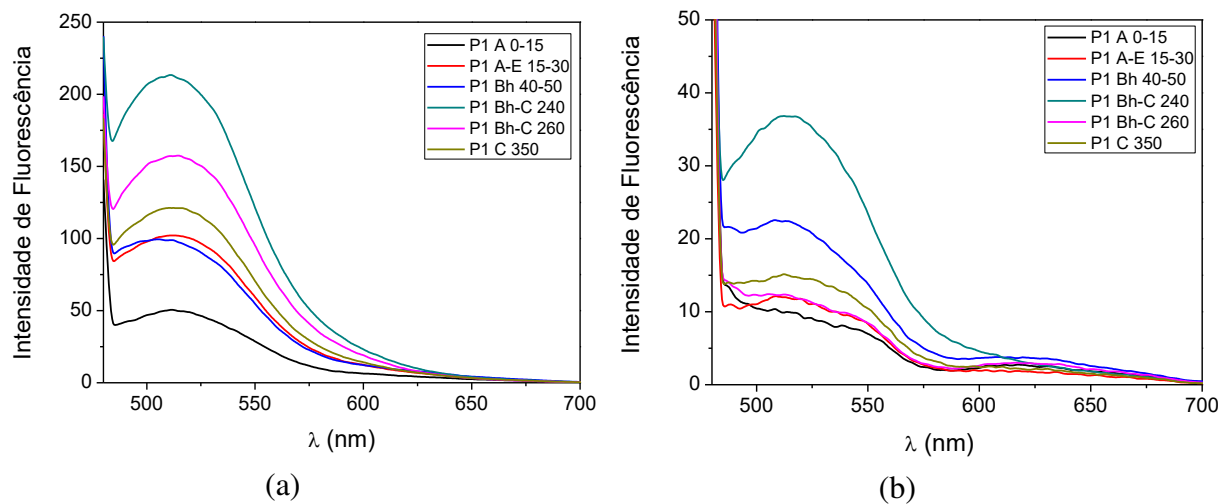 Intensidade de Fluorescência
250
200
150
100
50
0
P1 A 0-15
P1 A-E 15-30
P1 Bh 40-50
P1 Bh-C 240
P1 Bh-C 260
P1 C 350
500 550 600 650 700
λ (nm)
(a)
Intensidade de Fluorescência
50
40
30
20
10
0
P1 A 0-15
P1 A-E 15-30
P1 Bh 40-50
P1 Bh-C 240
P1 Bh-C 260
P1 C 350
500 550 600 650 700
λ (nm)
(b)